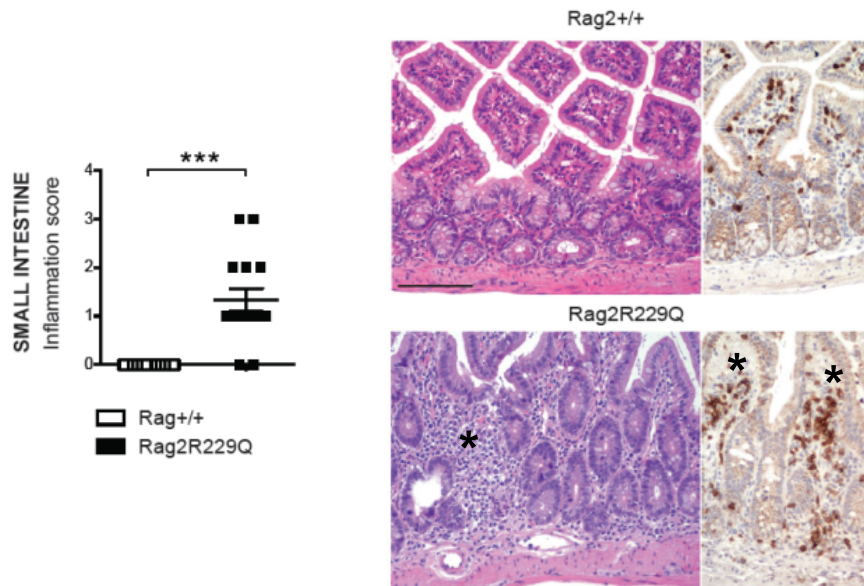 Rag2+/+
SMALL INTESTINE
Inflammation score
4
3
2
1
0
***
Rag+/+
Rag2R229Q
Rag2R229Q
*
*
*